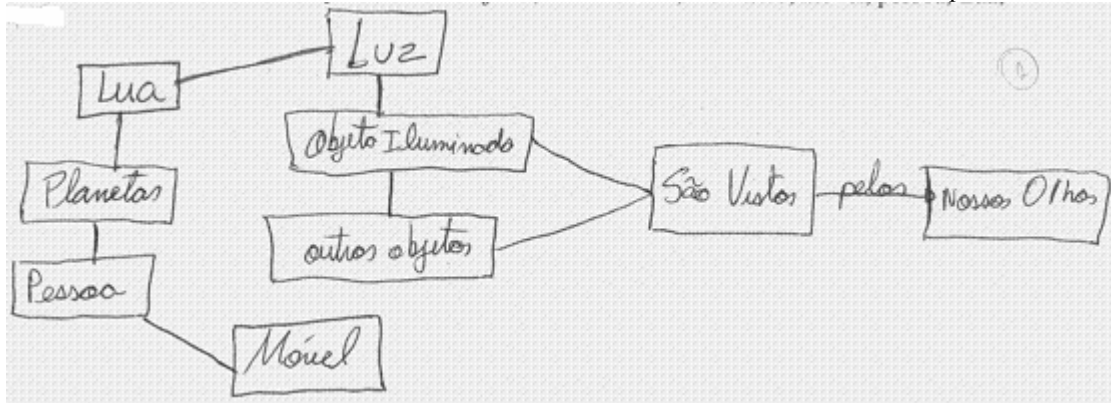 Luz
Lua
Objeto Iluminado
Planetas
São Vistos
pelos
Nossos Olhos
outros objetos
Pessoa
Móvel